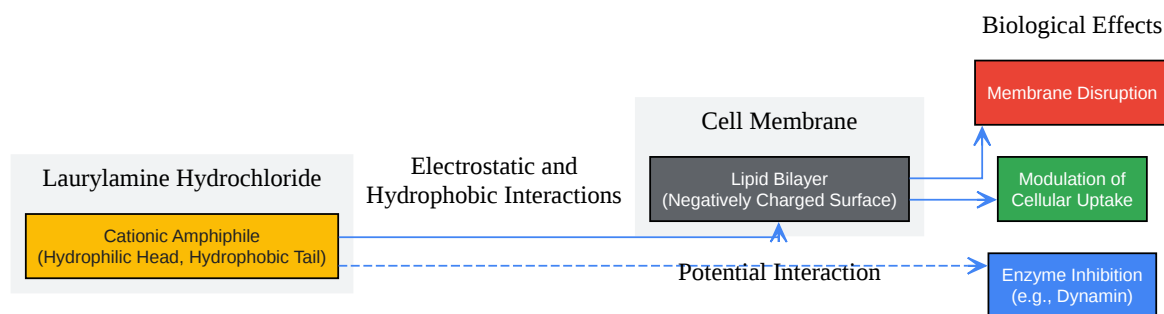 Biological Effects
Membrane Disruption
Cell Membrane
Lipid Bilayer
(Negatively Charged Surface)
Modulation of
Cellular Uptake
Electrostatic and
Hydrophobic Interactions
Laurylamine Hydrochloride
Cationic Amphiphile
(Hydrophilic Head, Hydrophobic Tail)
Potential Interaction
Enzyme Inhibition
(e.g., Dynamin)